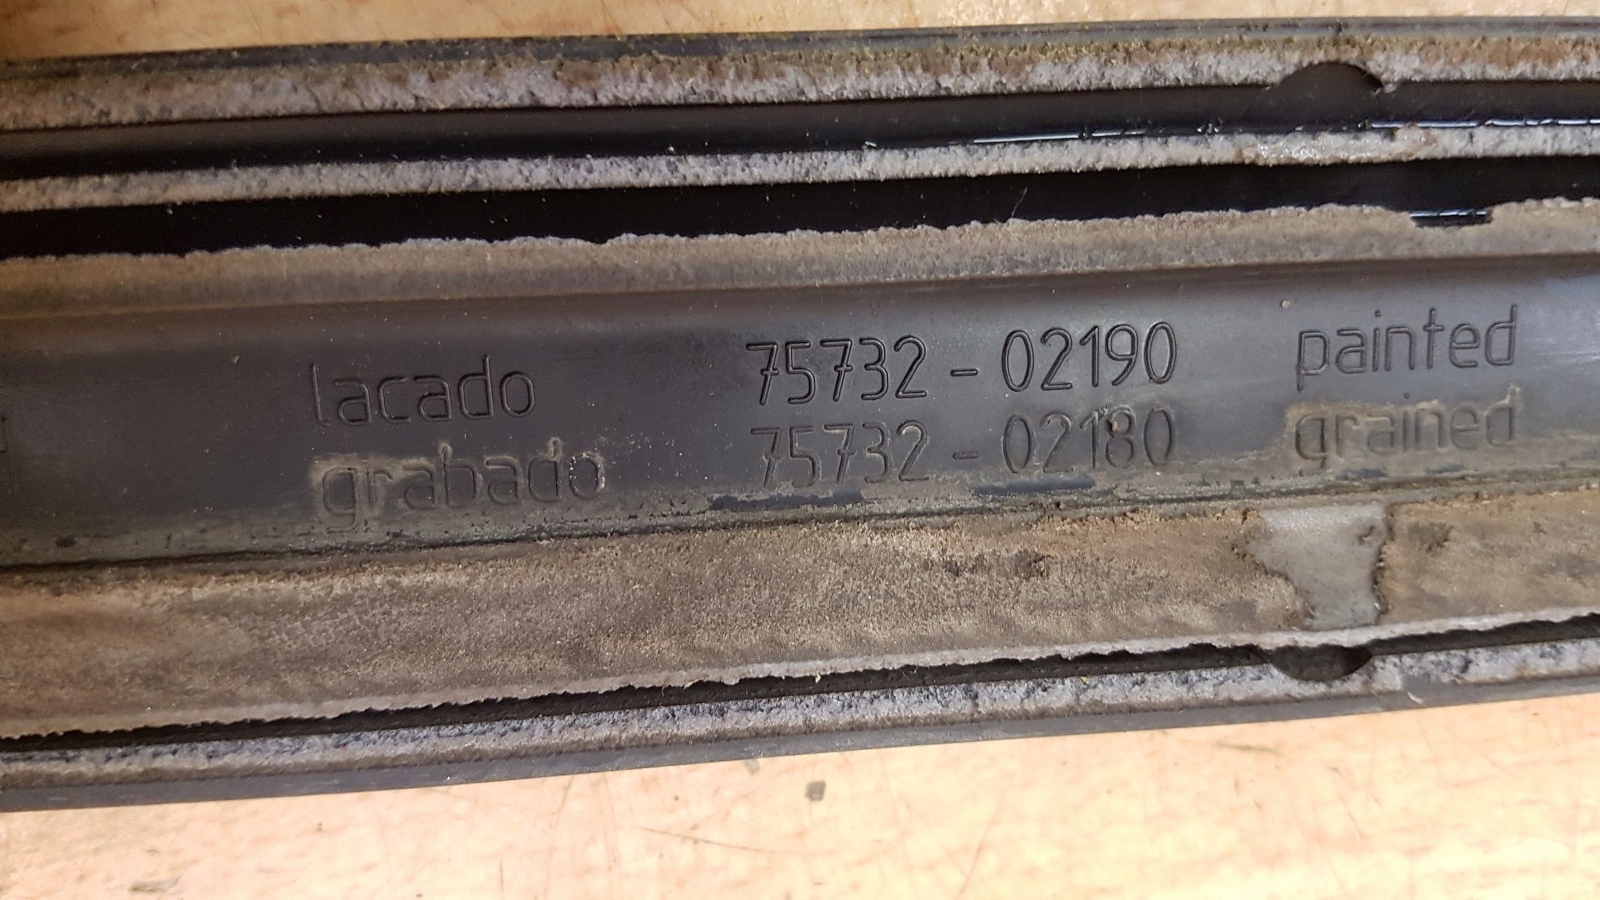 lacado 75732-02190 painted
grabado 75732-02180 grained